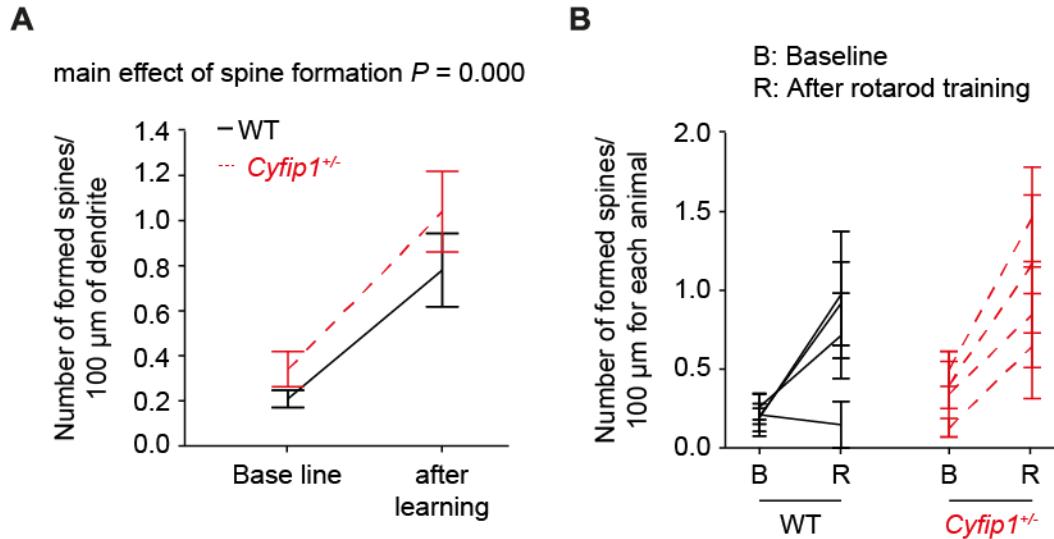 A
main effect of spine formation P = 0.000
Number of formed spines/
100 µm of dendrite
1.4
1.2
1.0
0.8
0.6
0.4
0.2
0.0
WT
Cyfip1+/-
Base line
after
learning
B
B: Baseline
R: After rotarod training
Number of formed spines/
100 µm for each animal
2.0
1.5
1.0
0.5
0.0
B R B R
WT Cyfip1+/-